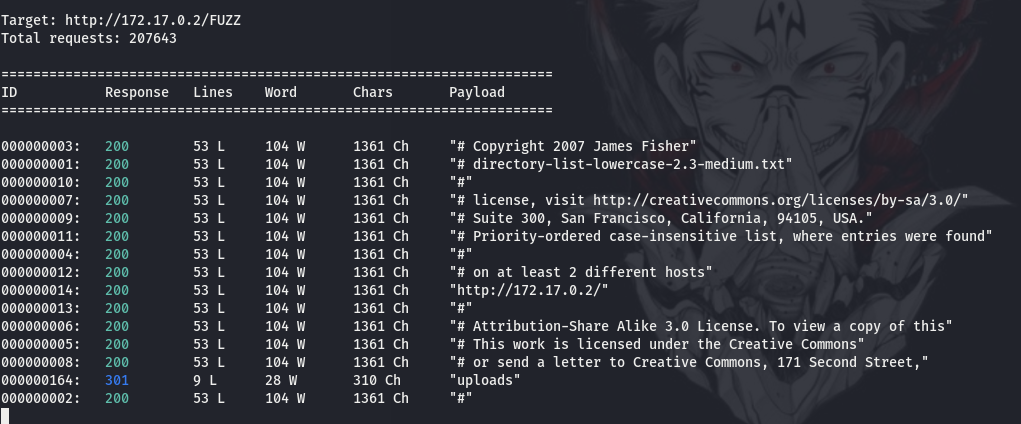 Target: http://172.17.0.2/FUZZ
Total requests: 207643
=====================================================================
ID           Response   Lines    Word       Chars       Payload
=====================================================================
000000003:   200        53 L     104 W      1361 Ch     "# Copyright 2007 James Fisher"
000000001:   200        53 L     104 W      1361 Ch     "# directory-list-lowercase-2.3-medium.txt"
000000010:   200        53 L     104 W      1361 Ch     "#"
000000007:   200        53 L     104 W      1361 Ch     "# license, visit http://creativecommons.org/licenses/by-sa/3.0/"
000000009:   200        53 L     104 W      1361 Ch     "# Suite 300, San Francisco, California, 94105, USA."
000000011:   200        53 L     104 W      1361 Ch     "# Priority-ordered case-insensitive list, where entries were found"
000000004:   200        53 L     104 W      1361 Ch     "#"
000000012:   200        53 L     104 W      1361 Ch     "# on at least 2 different hosts"
000000014:   200        53 L     104 W      1361 Ch     "http://172.17.0.2/"
000000013:   200        53 L     104 W      1361 Ch     "#"
000000006:   200        53 L     104 W      1361 Ch     "# Attribution-Share Alike 3.0 License. To view a copy of this"
000000005:   200        53 L     104 W      1361 Ch     "# This work is licensed under the Creative Commons"
000000008:   200        53 L     104 W      1361 Ch     "# or send a letter to Creative Commons, 171 Second Street,"
000000164:   301        9 L      28 W       310 Ch      "uploads"
000000002:   200        53 L     104 W      1361 Ch     "#"